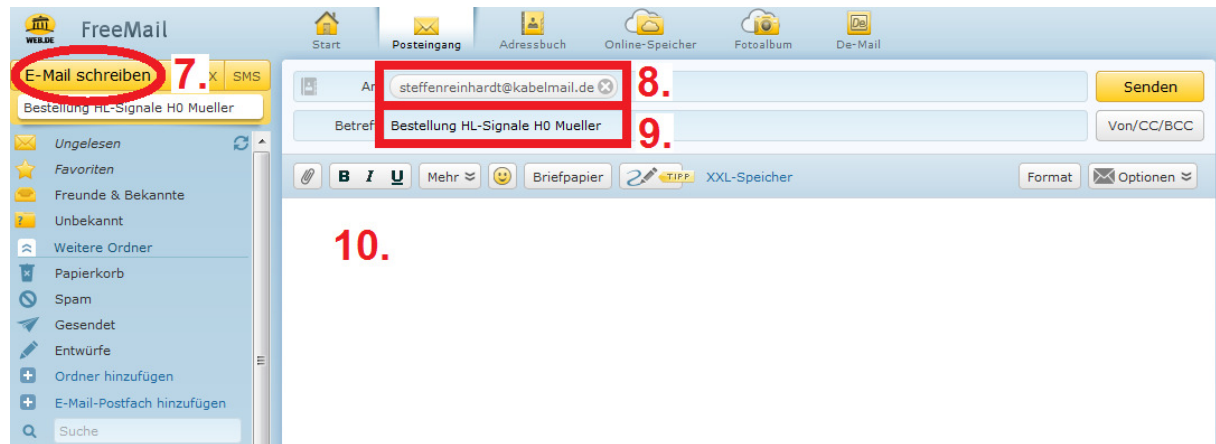 WEB.DE FreeMail
Start Posteingang Adressbuch Online-Speicher Fotoalbum De-Mail
E-Mail schreiben 7. X SMS
Bestellung HL-Signale H0 Mueller
An steffenreinhardt@kabelmail.de 8. Senden
Betreff Bestellung HL-Signale H0 Mueller 9. Von/CC/BCC
B I U Mehr Briefpapier TIPP XXL-Speicher Format Optionen
10.
Ungelesen
Favoriten
Freunde & Bekannte
Unbekannt
Weitere Ordner
Papierkorb
Spam
Gesendet
Entwürfe
Ordner hinzufügen
E-Mail-Postfach hinzufügen
Suche